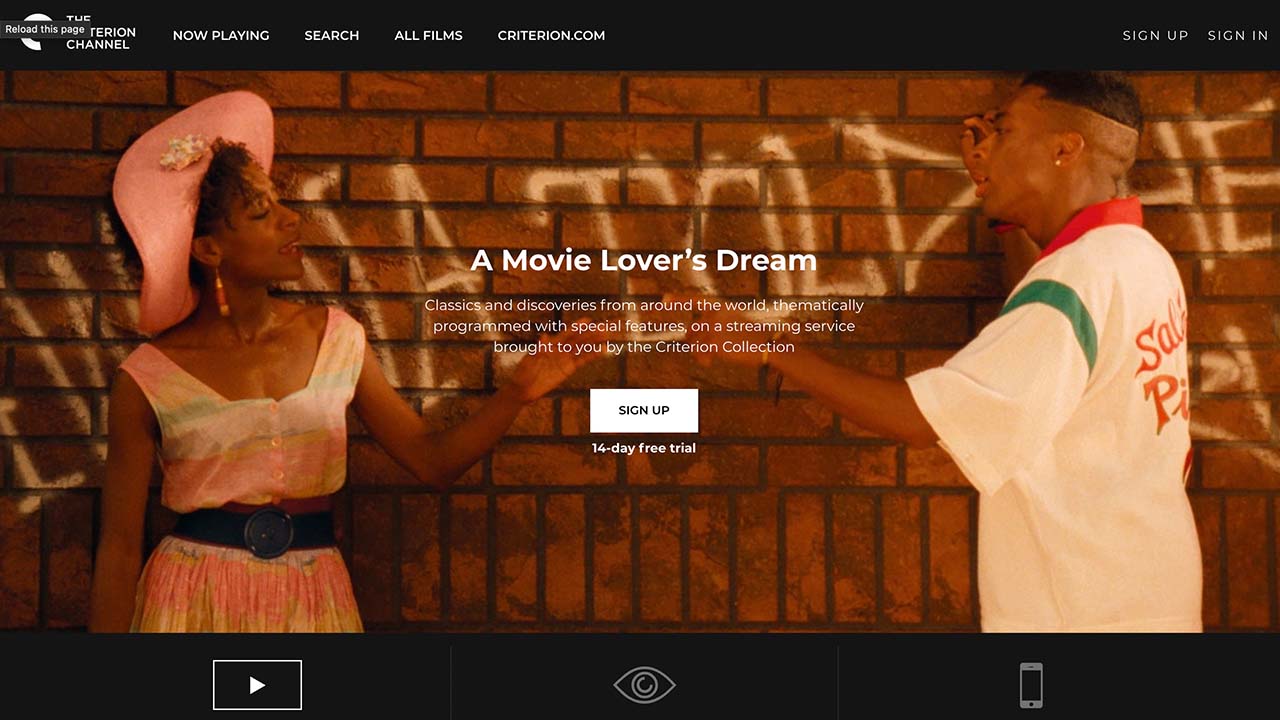 THE
Reload this page
TERION
CHANNEL
NOW PLAYING
SEARCH
ALL FILMS
CRITERION.COM
SIGN UP
SIGN IN
A Movie Lover’s Dream
Classics and discoveries from around the world, thematically
programmed with special features, on a streaming service
brought to you by the Criterion Collection
SIGN UP
14-day free trial
Sal's
Pi